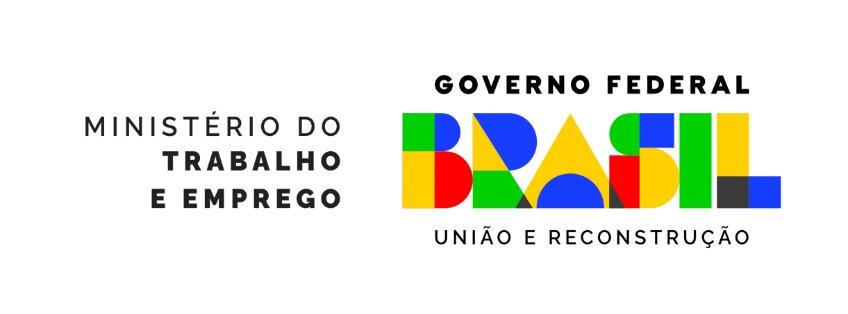 MINISTÉRIO DO
TRABALHO
E EMPREGO
GOVERNO FEDERAL
BRASIL
UNIÃO E RECONSTRUÇÃO